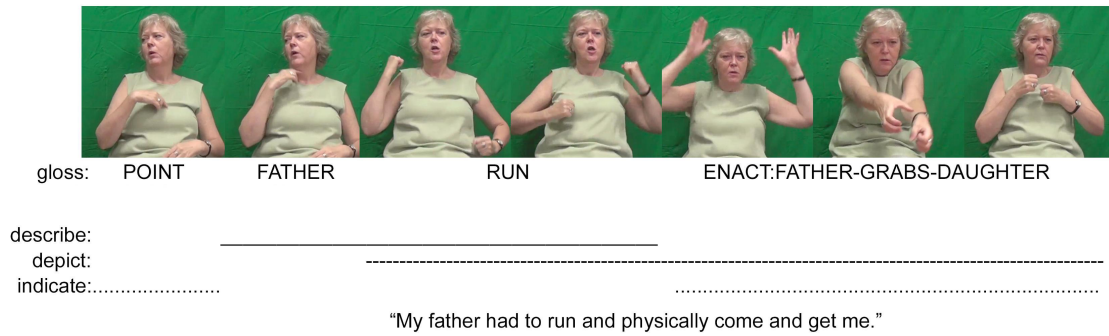 gloss: POINT FATHER RUN ENACT:FATHER-GRABS-DAUGHTER
describe:
depict:
indicate:
“My father had to run and physically come and get me.”